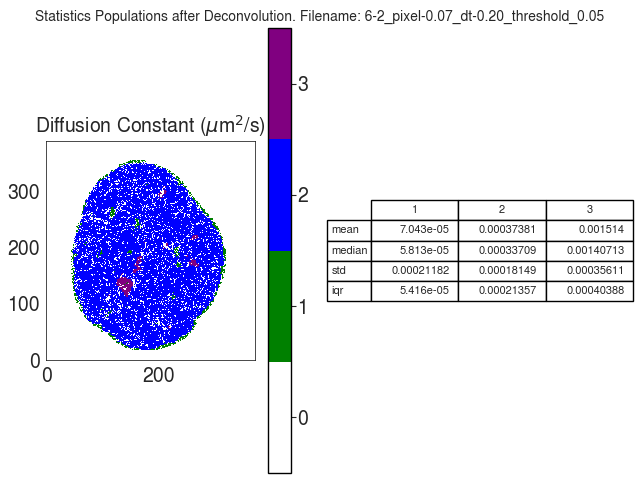 Statistics Populations after Deconvolution. Filename: 6-2_pixel-0.07_dt-0.20_threshold_0.05
Diffusion Constant (μm²/s)
300
200
100
0
0 200
3
2
1
0
1 2 3
mean 7.043e-05 0.00037381 0.001514
median 5.813e-05 0.00033709 0.00140713
std 0.00021182 0.00018149 0.00035611
iqr 5.416e-05 0.00021357 0.00040388